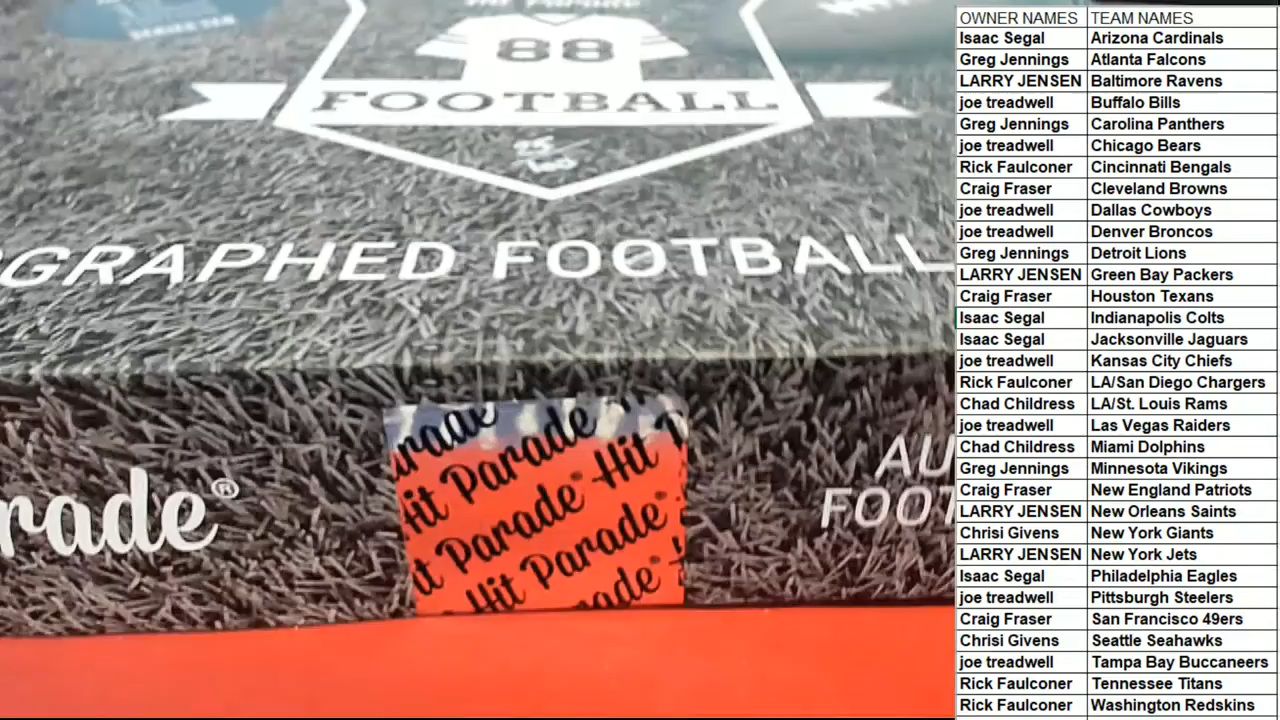 Hit Parade
88
FOOTBALL
25
GRAPHED FOOTBALL
rade®
AU
FOOT
rade
Hit Parade®
Hit Parade® Hit P
it Parade®
Hit Parade®
OWNER NAMES TEAM NAMES
Isaac Segal Arizona Cardinals
Greg Jennings Atlanta Falcons
LARRY JENSEN Baltimore Ravens
joe treadwell Buffalo Bills
Greg Jennings Carolina Panthers
joe treadwell Chicago Bears
Rick Faulconer Cincinnati Bengals
Craig Fraser Cleveland Browns
joe treadwell Dallas Cowboys
joe treadwell Denver Broncos
Greg Jennings Detroit Lions
LARRY JENSEN Green Bay Packers
Craig Fraser Houston Texans
Isaac Segal Indianapolis Colts
Isaac Segal Jacksonville Jaguars
joe treadwell Kansas City Chiefs
Rick Faulconer LA/San Diego Chargers
Chad Childress LA/St. Louis Rams
joe treadwell Las Vegas Raiders
Chad Childress Miami Dolphins
Greg Jennings Minnesota Vikings
Craig Fraser New England Patriots
LARRY JENSEN New Orleans Saints
Chrisi Givens New York Giants
LARRY JENSEN New York Jets
Isaac Segal Philadelphia Eagles
joe treadwell Pittsburgh Steelers
Craig Fraser San Francisco 49ers
Chrisi Givens Seattle Seahawks
joe treadwell Tampa Bay Buccaneers
Rick Faulconer Tennessee Titans
Rick Faulconer Washington Redskins